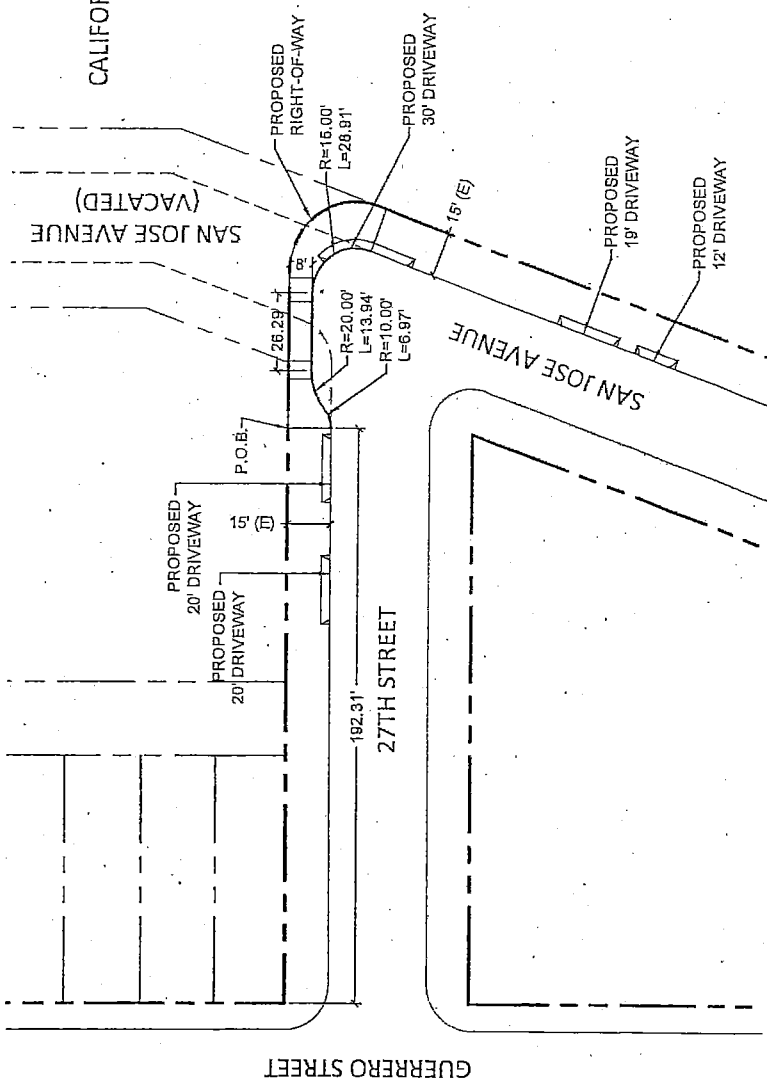 CALIFOR
SAN JOSE AVENUE
(VACATED)
PROPOSED
RIGHT-OF-WAY
R=15.00'
L=28.91'
PROPOSED
30' DRIVEWAY
8'
26.29'
R=20.00'
L=13.94'
R=10.00'
L=6.97'
15' (E)
P.O.B.
PROPOSED
20' DRIVEWAY
PROPOSED
20' DRIVEWAY
15' (E)
PROPOSED
19' DRIVEWAY
PROPOSED
12' DRIVEWAY
SAN JOSE AVENUE
192.31'
27TH STREET
GUERRERO STREET